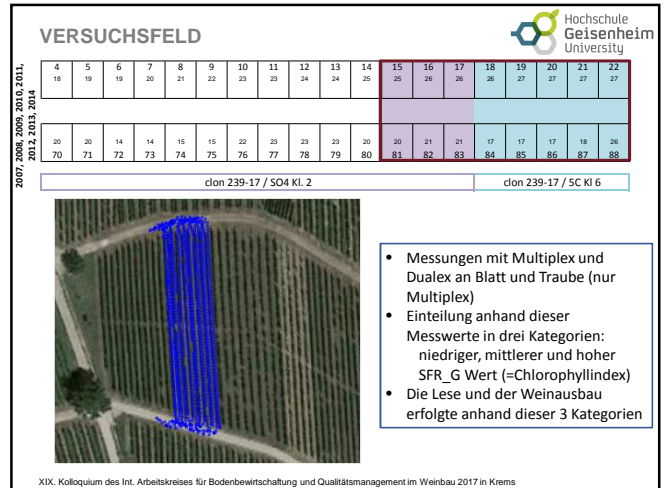 VERSUCHSFELD
Hochschule
Geisenheim
University
2007, 2008, 2009, 2010, 2011,
2012, 2013, 2014
4 5 6 7 8 9 10 11 12 13 14 15 16 17 18 19 20 21 22
18 19 19 20 21 22 23 23 24 24 25 25 26 26 26 27 27 27 27
20 20 14 14 15 15 22 23 23 23 20 20 21 21 17 17 17 18 26
70 71 72 73 74 75 76 77 78 79 80 81 82 83 84 85 86 87 88
clon 239-17 / SO4 Kl. 2
clon 239-17 / 5C Kl 6
• Messungen mit Multiplex und
Dualex an Blatt und Traube (nur
Multiplex)
• Einteilung anhand dieser
Messwerte in drei Kategorien:
niedriger, mittlerer und hoher
SFR_G Wert (=Chlorophyllindex)
• Die Lese und der Weinausbau
erfolgte anhand dieser 3 Kategorien
XIX. Kolloquium des Int. Arbeitskreises für Bodenbewirtschaftung und Qualitätsmanagement im Weinbau 2017 in Krems